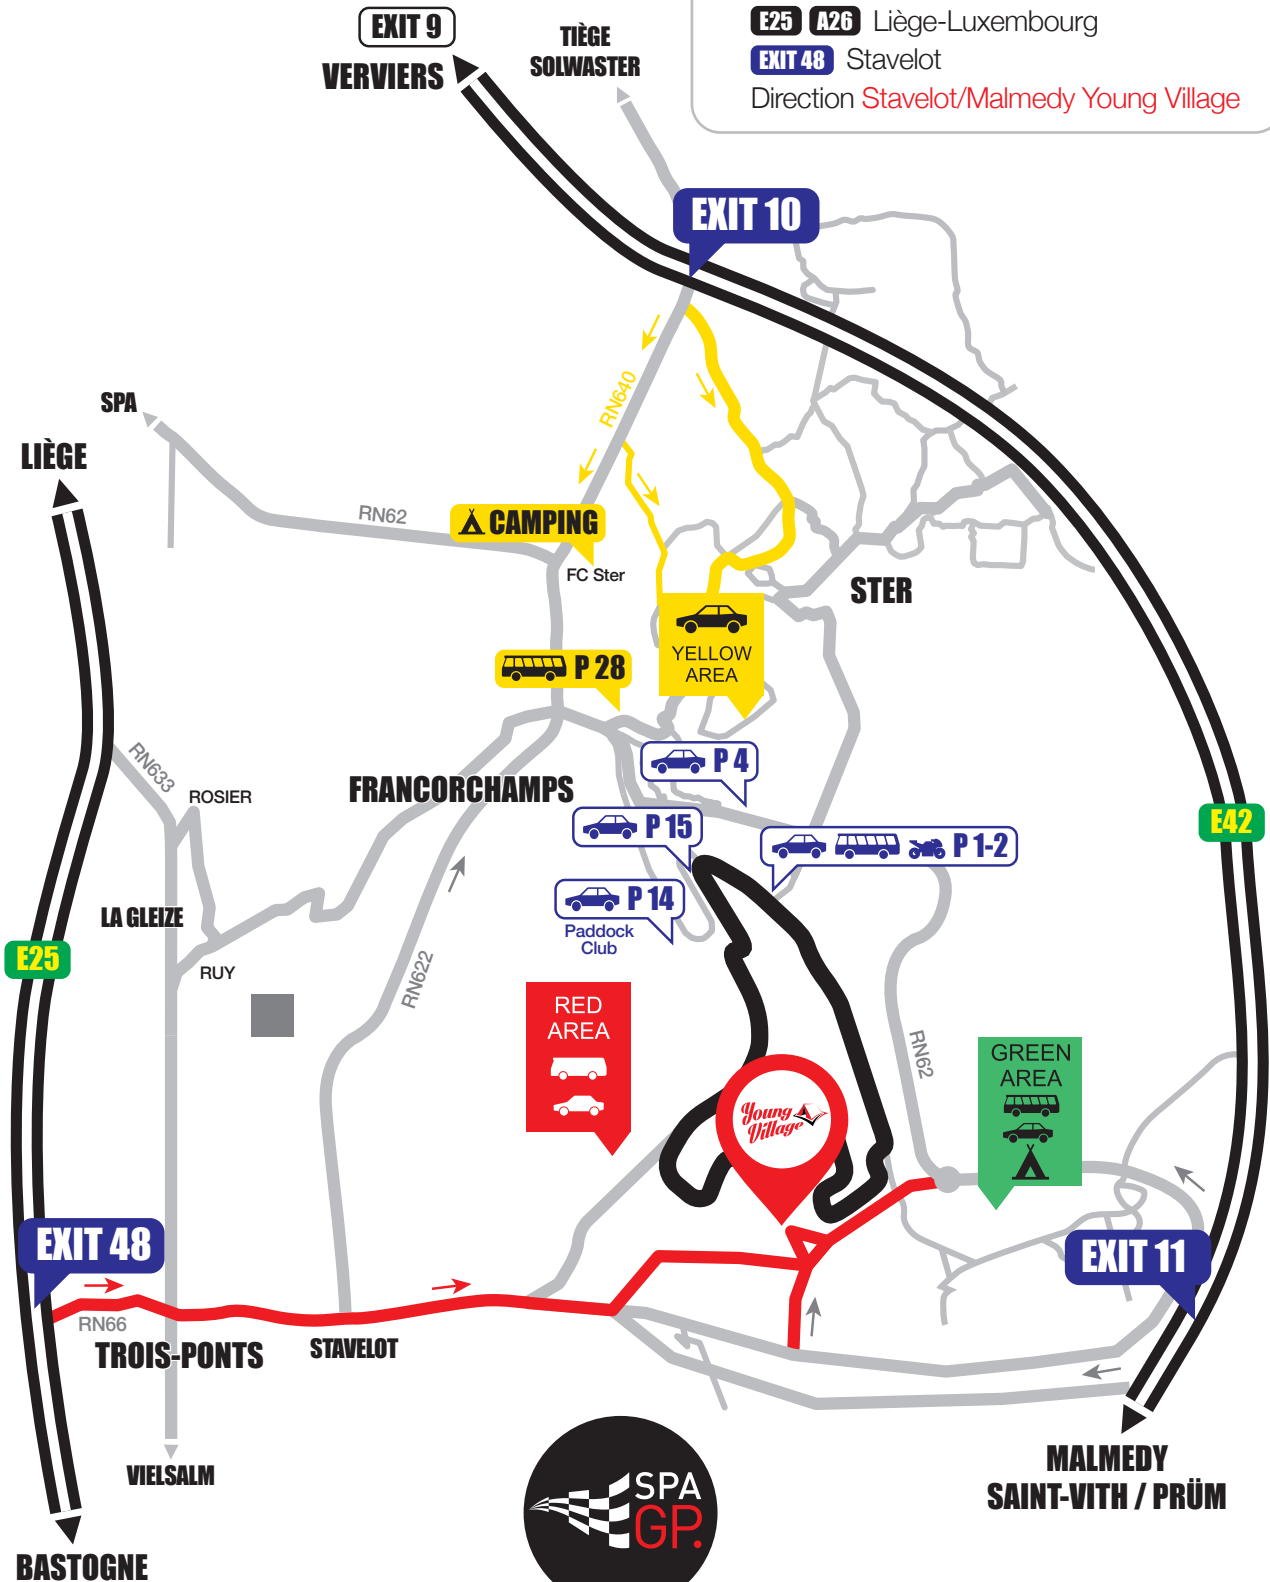 E25 A26 Liège-Luxembourg
EXIT 48 Stavelot
Direction Stavelot/Malmedy Young Village
EXIT 9
VERVIERS
TIÈGE
SOLWASTER
EXIT 10
RN640
SPA
LIÈGE
RN62
CAMPING
FC Ster
STER
YELLOW
AREA
P 28
RN633
ROSIER
FRANCORCHAMPS
P 4
P 15
P 1-2
E42
P 14
Paddock
Club
LA GLEIZE
E25
RUY
RN622
RED
AREA
RN62
GREEN
AREA
Young
Village
EXIT 48
EXIT 11
RN66
TROIS-PONTS
STAVELOT
VIELSALM
MALMEDY
SAINT-VITH / PRÜM
SPA
GP.
BASTOGNE